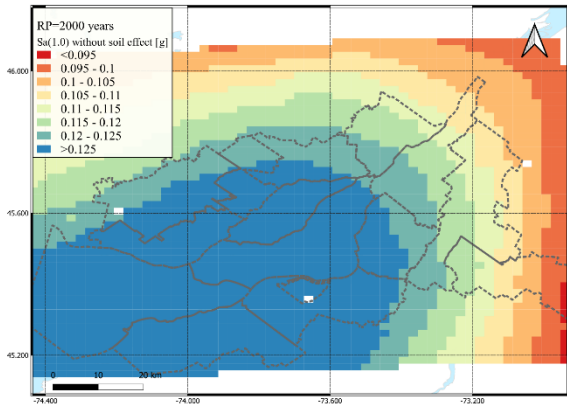 RP=2000 years
Sa(1.0) without soil effect [g]
<0.095
0.095 - 0.1
0.1 - 0.105
0.105 - 0.11
0.11 - 0.115
0.115 - 0.12
0.12 - 0.125
>0.125
46.000
45.600
45.200
0 10 20 km
-74.400 -74.000 -73.600 -73.200